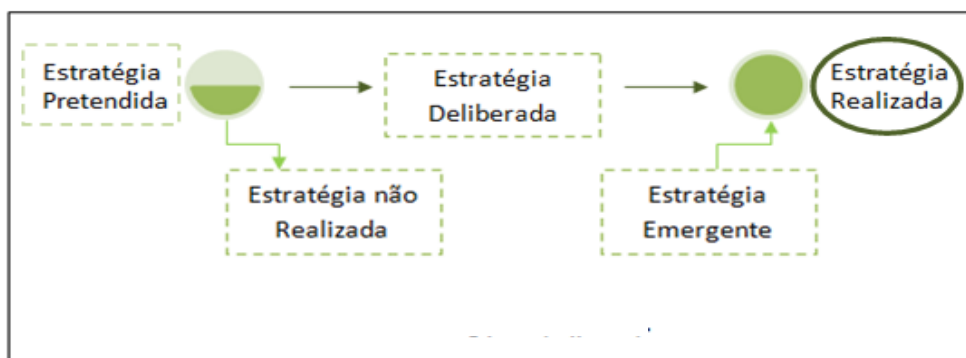 Estratégia
Pretendida
Estratégia
Deliberada
Estratégia
Realizada
Estratégia não
Realizada
Estratégia
Emergente